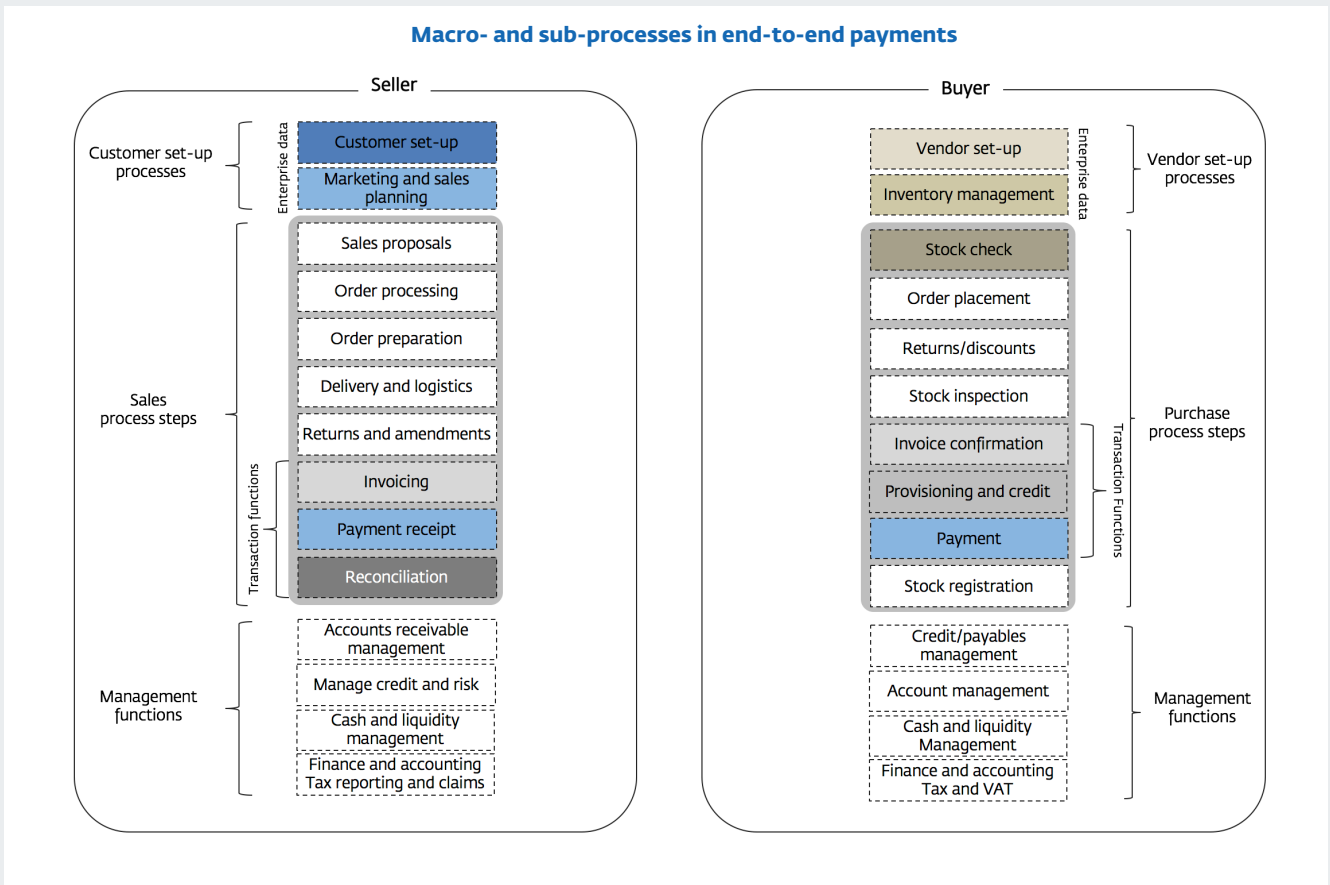 Macro- and sub-processes in end-to-end payments
Seller
Customer set-up
processes
Enterprise data
Customer set-up
Marketing and sales
planning
Sales
process steps
Sales proposals
Order processing
Order preparation
Delivery and logistics
Returns and amendments
Transaction functions
Invoicing
Payment receipt
Reconciliation
Management
functions
Accounts receivable
management
Manage credit and risk
Cash and liquidity
management
Finance and accounting
Tax reporting and claims
Buyer
Vendor set-up
Inventory management
Enterprise data
Vendor set-up
processes
Stock check
Order placement
Returns/discounts
Stock inspection
Invoice confirmation
Provisioning and credit
Payment
Stock registration
Transaction Functions
Purchase
process steps
Credit/payables
management
Account management
Cash and liquidity
Management
Finance and accounting
Tax and VAT
Management
functions